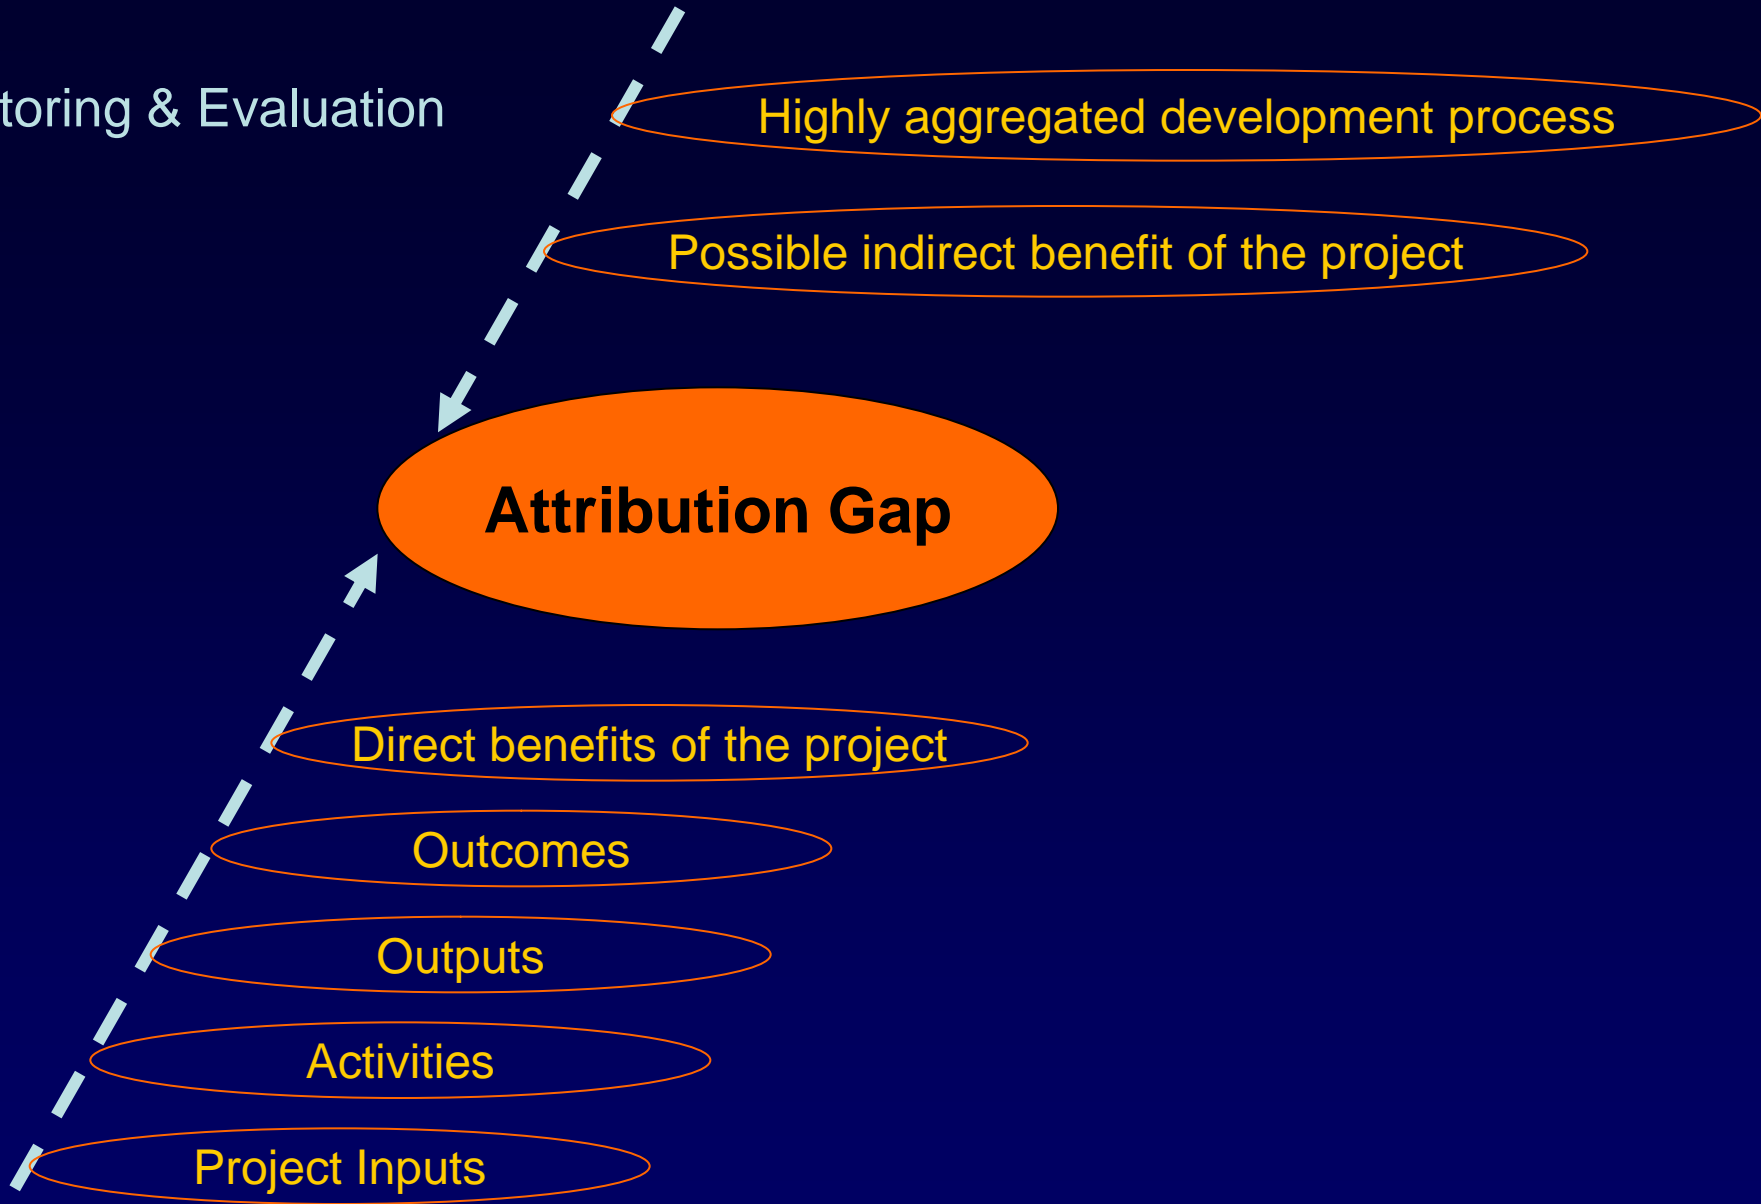 toring & Evaluation
Highly aggregated development process
Possible indirect benefit of the project
Attribution Gap
Direct benefits of the project
Outcomes
Outputs
Activities
Project Inputs